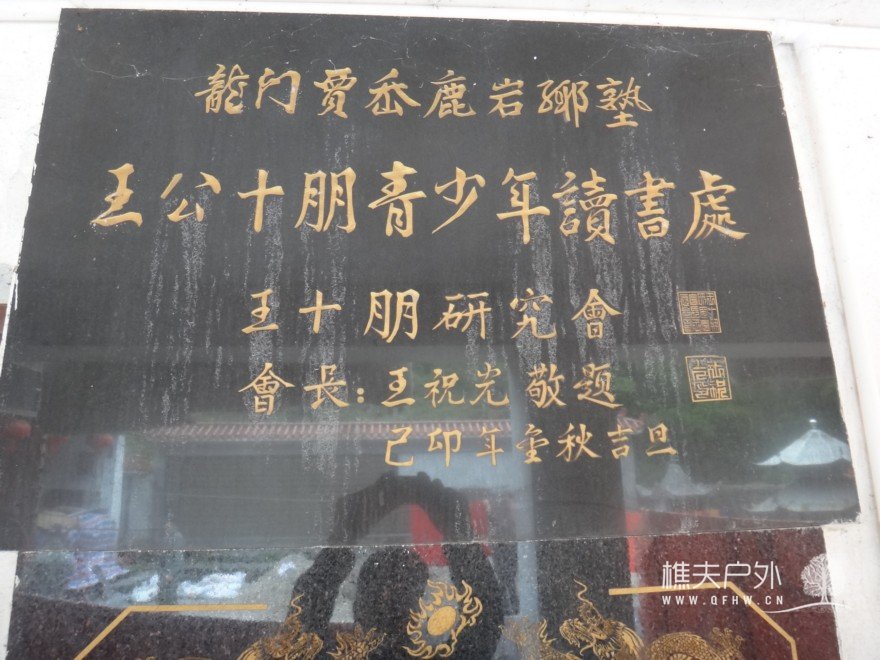 龍门賈岙鹿岩鄉塾
王公十朋青少年讀書處
王十朋研究會
會長：王祝光敬题
己卯年金秋吉旦
樵夫户外
WWW.QFHW.CN